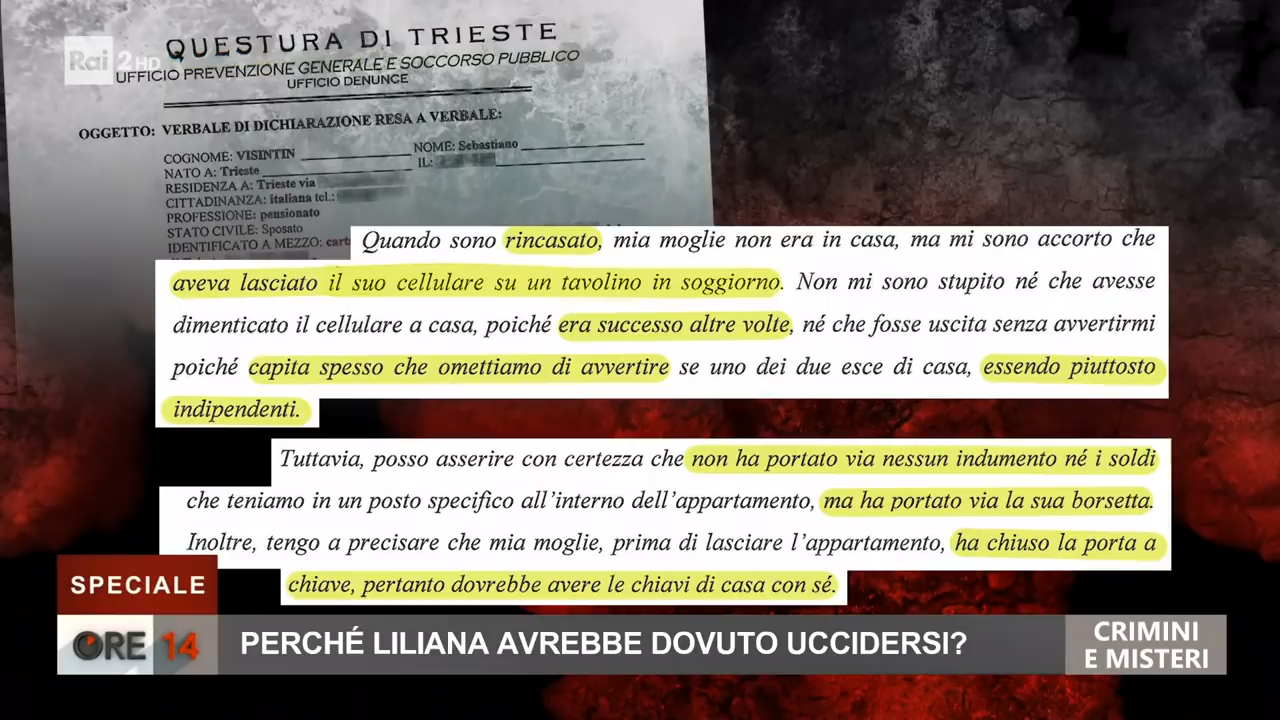 Rai 2 HD
QUESTURA DI TRIESTE
UFFICIO PREVENZIONE GENERALE E SOCCORSO PUBBLICO
UFFICIO DENUNCE
OGGETTO: VERBALE DI DICHIARAZIONE RESA A VERBALE:
COGNOME: VISINTIN NOME: Sebastiano
NATO A: Trieste IL:
RESIDENZA A: Trieste via
CITTADINANZA: italiana tel.:
PROFESSIONE: pensionato
STATO CIVILE: Sposato
IDENTIFICATO A MEZZO: cart
Quando sono rincasato, mia moglie non era in casa, ma mi sono accorto che
aveva lasciato il suo cellulare su un tavolino in soggiorno. Non mi sono stupito né che avesse
dimenticato il cellulare a casa, poiché era successo altre volte, né che fosse uscita senza avvertirmi
poiché capita spesso che omettiamo di avvertire se uno dei due esce di casa, essendo piuttosto
indipendenti.
Tuttavia, posso asserire con certezza che non ha portato via nessun indumento né i soldi
che teniamo in un posto specifico all'interno dell'appartamento, ma ha portato via la sua borsetta.
Inoltre, tengo a precisare che mia moglie, prima di lasciare l'appartamento, ha chiuso la porta a
chiave, pertanto dovrebbe avere le chiavi di casa con sé.
SPECIALE
ORE 14
PERCHÉ LILIANA AVREBBE DOVUTO UCCIDERSI?
CRIMINI
E MISTERI